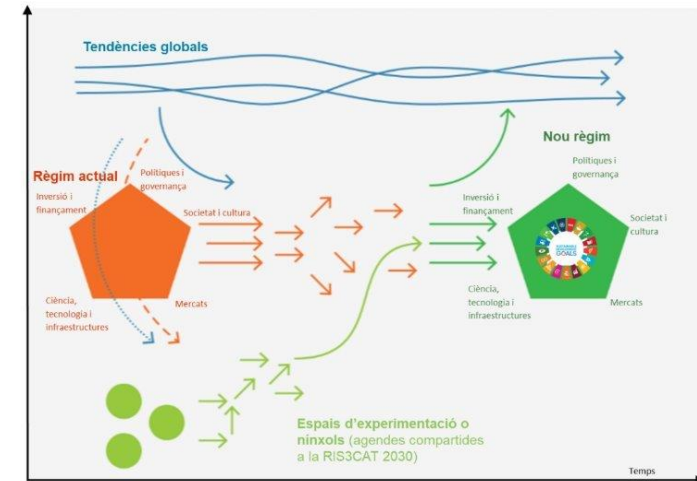 Tendències globals
Nou règim
Règim actual
Polítiques i
governança
Inversió i
finançament
Societat i cultura
Ciència,
tecnologia i
infraestructures
Mercats
Polítiques i
governança
Inversió i
finançament
Societat i
cultura
Ciència,
tecnologia i
infraestructures
Mercats
GOALS
Espais d'experimentació o
nínxols (agendes compartides
a la RIS3CAT 2030)
Temps